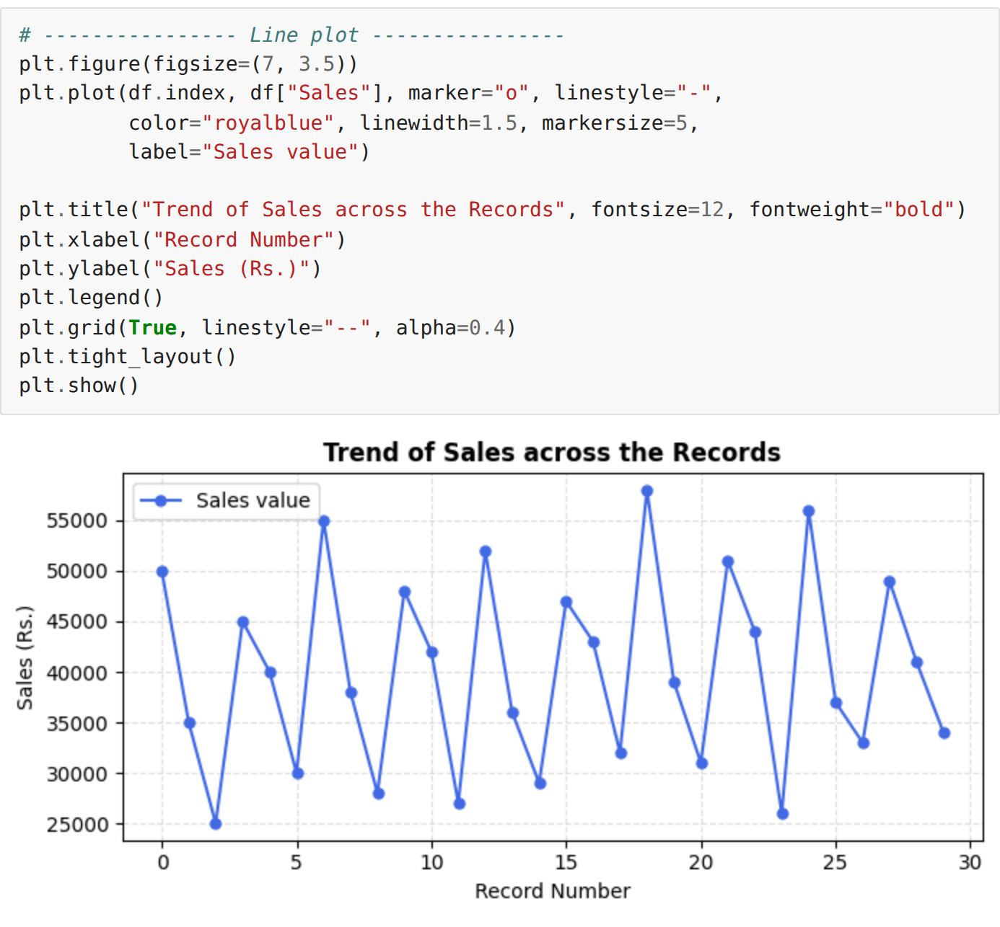 # ---------------- Line plot ----------------
plt.figure(figsize=(7, 3.5))
plt.plot(df.index, df["Sales"], marker="o", linestyle="-",
         color="royalblue", linewidth=1.5, markersize=5,
         label="Sales value")

plt.title("Trend of Sales across the Records", fontsize=12, fontweight="bold")
plt.xlabel("Record Number")
plt.ylabel("Sales (Rs.)")
plt.legend()
plt.grid(True, linestyle="--", alpha=0.4)
plt.tight_layout()
plt.show()
Trend of Sales across the Records
Sales value
55000
50000
45000
40000
35000
30000
25000
Sales (Rs.)
0 5 10 15 20 25 30
Record Number